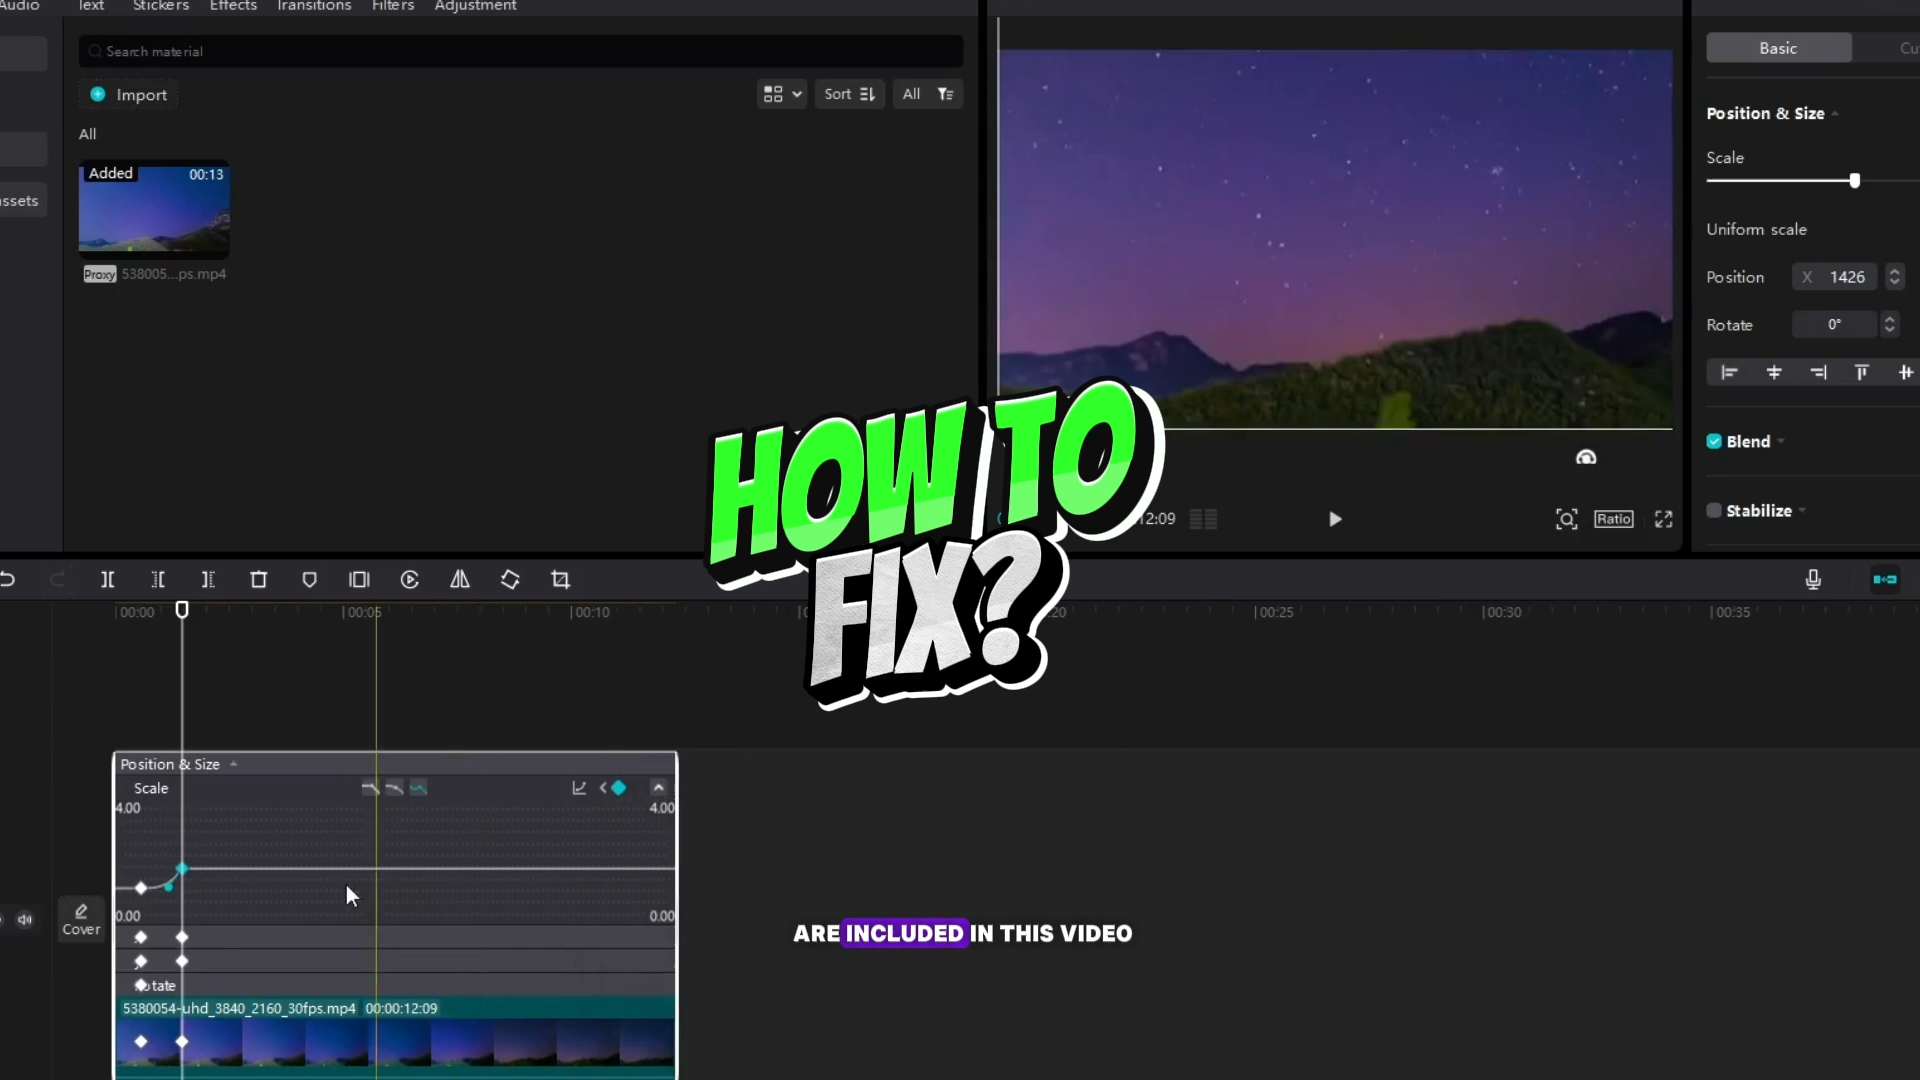 Audio
Text
Stickers
Effects
Transitions
Filters
Adjustment
Search material
Import
Sort
All
All
Added
00:13
Proxy
538005...ps.mp4
ssets
Basic
Cu
Position & Size
Scale
Uniform scale
Position
X 1426
Rotate
0°
Blend
Stabilize
12:09
Ratio
HOW TO
FIX?
00:00
00:05
00:10
20
00:25
00:30
00:35
Position & Size
Scale
4.00
4.00
0.00
0.00
Cover
tate
5380054-uhd_3840_2160_30fps.mp4 00:00:12:09
ARE INCLUDED IN THIS VIDEO